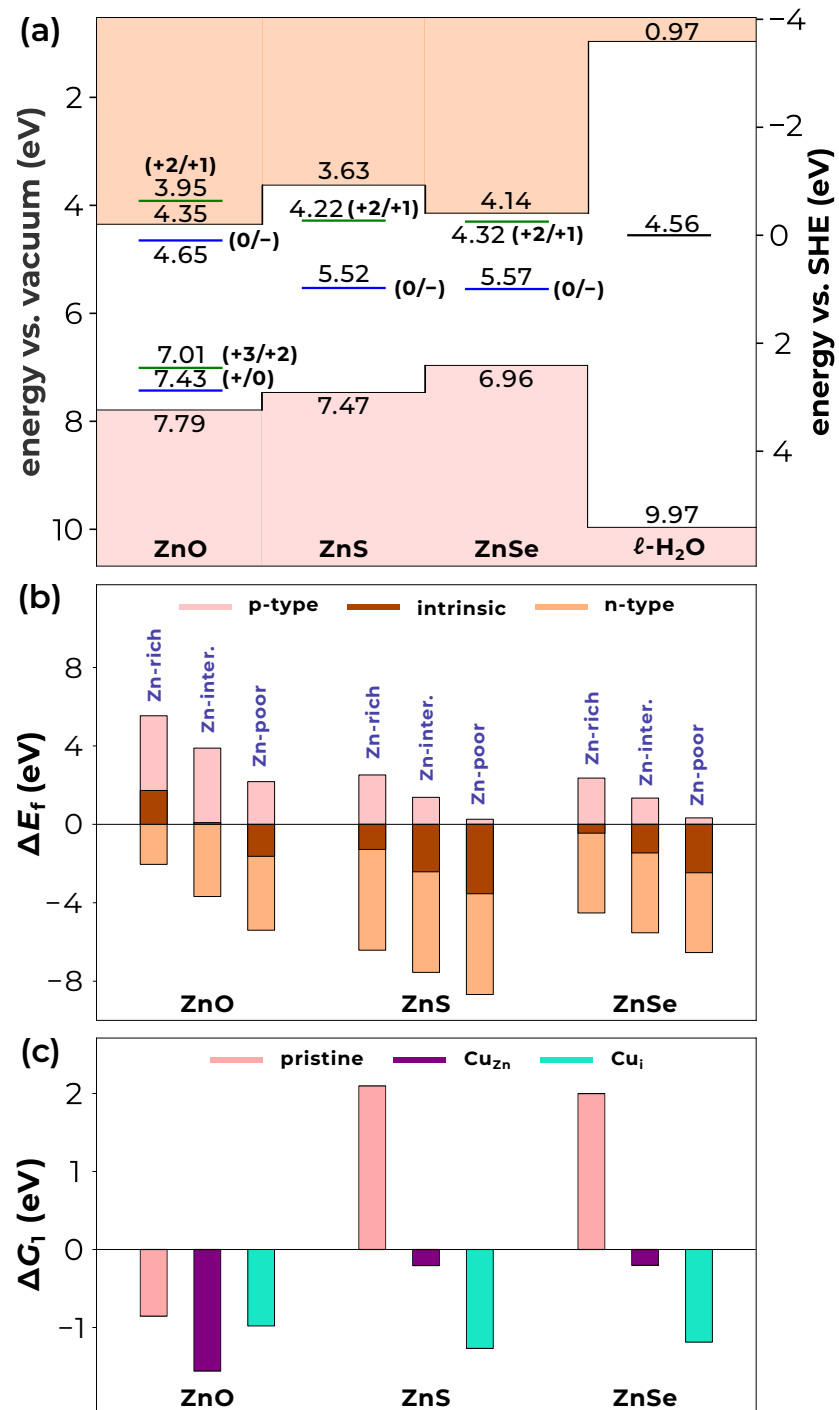 (a)
energy vs. vacuum (eV)
2
4
6
8
10
energy vs. SHE (eV)
−4
−2
0
2
4
0.97
(+2/+1)
3.95
4.35
4.65
(0/−)
3.63
4.22 (+2/+1)
4.14
4.32 (+2/+1)
4.56
5.52
(0/−)
5.57
(0/−)
7.01
(+3/+2)
7.43
(+/0)
7.79
7.47
6.96
9.97
ZnO
ZnS
ZnSe
ℓ-H₂O
(b)
p-type
intrinsic
n-type
ΔE_f (eV)
8
4
0
−4
−8
Zn-rich
Zn-inter.
Zn-poor
Zn-rich
Zn-inter.
Zn-poor
Zn-rich
Zn-inter.
Zn-poor
ZnO
ZnS
ZnSe
(c)
pristine
Cu_Zn
Cu_i
ΔG₁ (eV)
2
1
0
−1
ZnO
ZnS
ZnSe